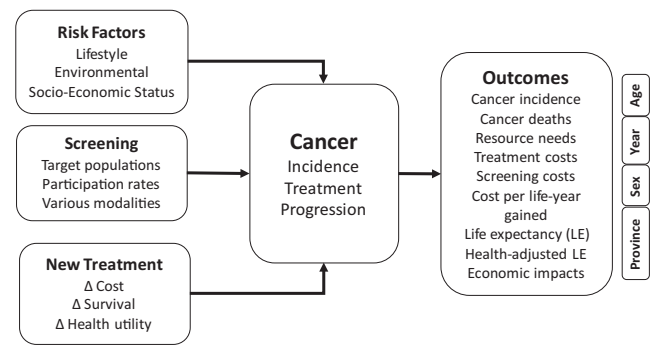 Risk Factors
Lifestyle
Environmental
Socio-Economic Status
Screening
Target populations
Participation rates
Various modalities
New Treatment
Δ Cost
Δ Survival
Δ Health utility
Cancer
Incidence
Treatment
Progression
Outcomes
Cancer incidence
Cancer deaths
Resource needs
Treatment costs
Screening costs
Cost per life-year
gained
Life expectancy (LE)
Health-adjusted LE
Economic impacts
Age
Year
Sex
Province